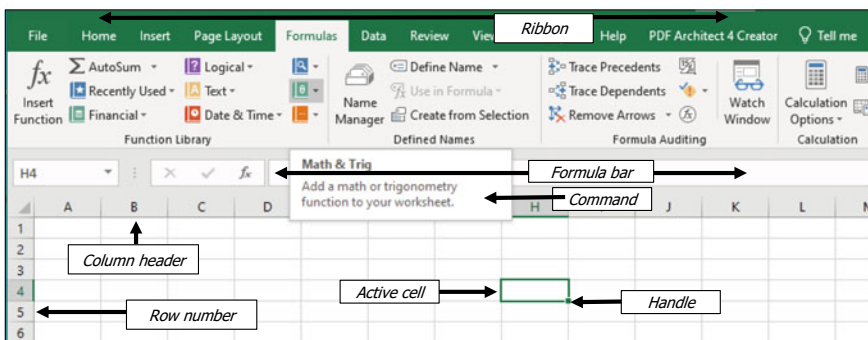 Ribbon
File Home Insert Page Layout Formulas Data Review Help PDF Architect 4 Creator Tell me
fx AutoSum Logical Define Name Trace Precedents
Recently Used Text Use in Formula Trace Dependents
Insert Function Financial Date & Time Name Manager Create from Selection Remove Arrows fx Watch Window Calculation Options
Function Library Defined Names Formula Auditing Calculation
H4 fx Formula bar
Math & Trig
Add a math or trigonometry
function to your worksheet.
Command
A B C D H J K L
1
2
Column header
3
4 Active cell
Handle
5 Row number
6